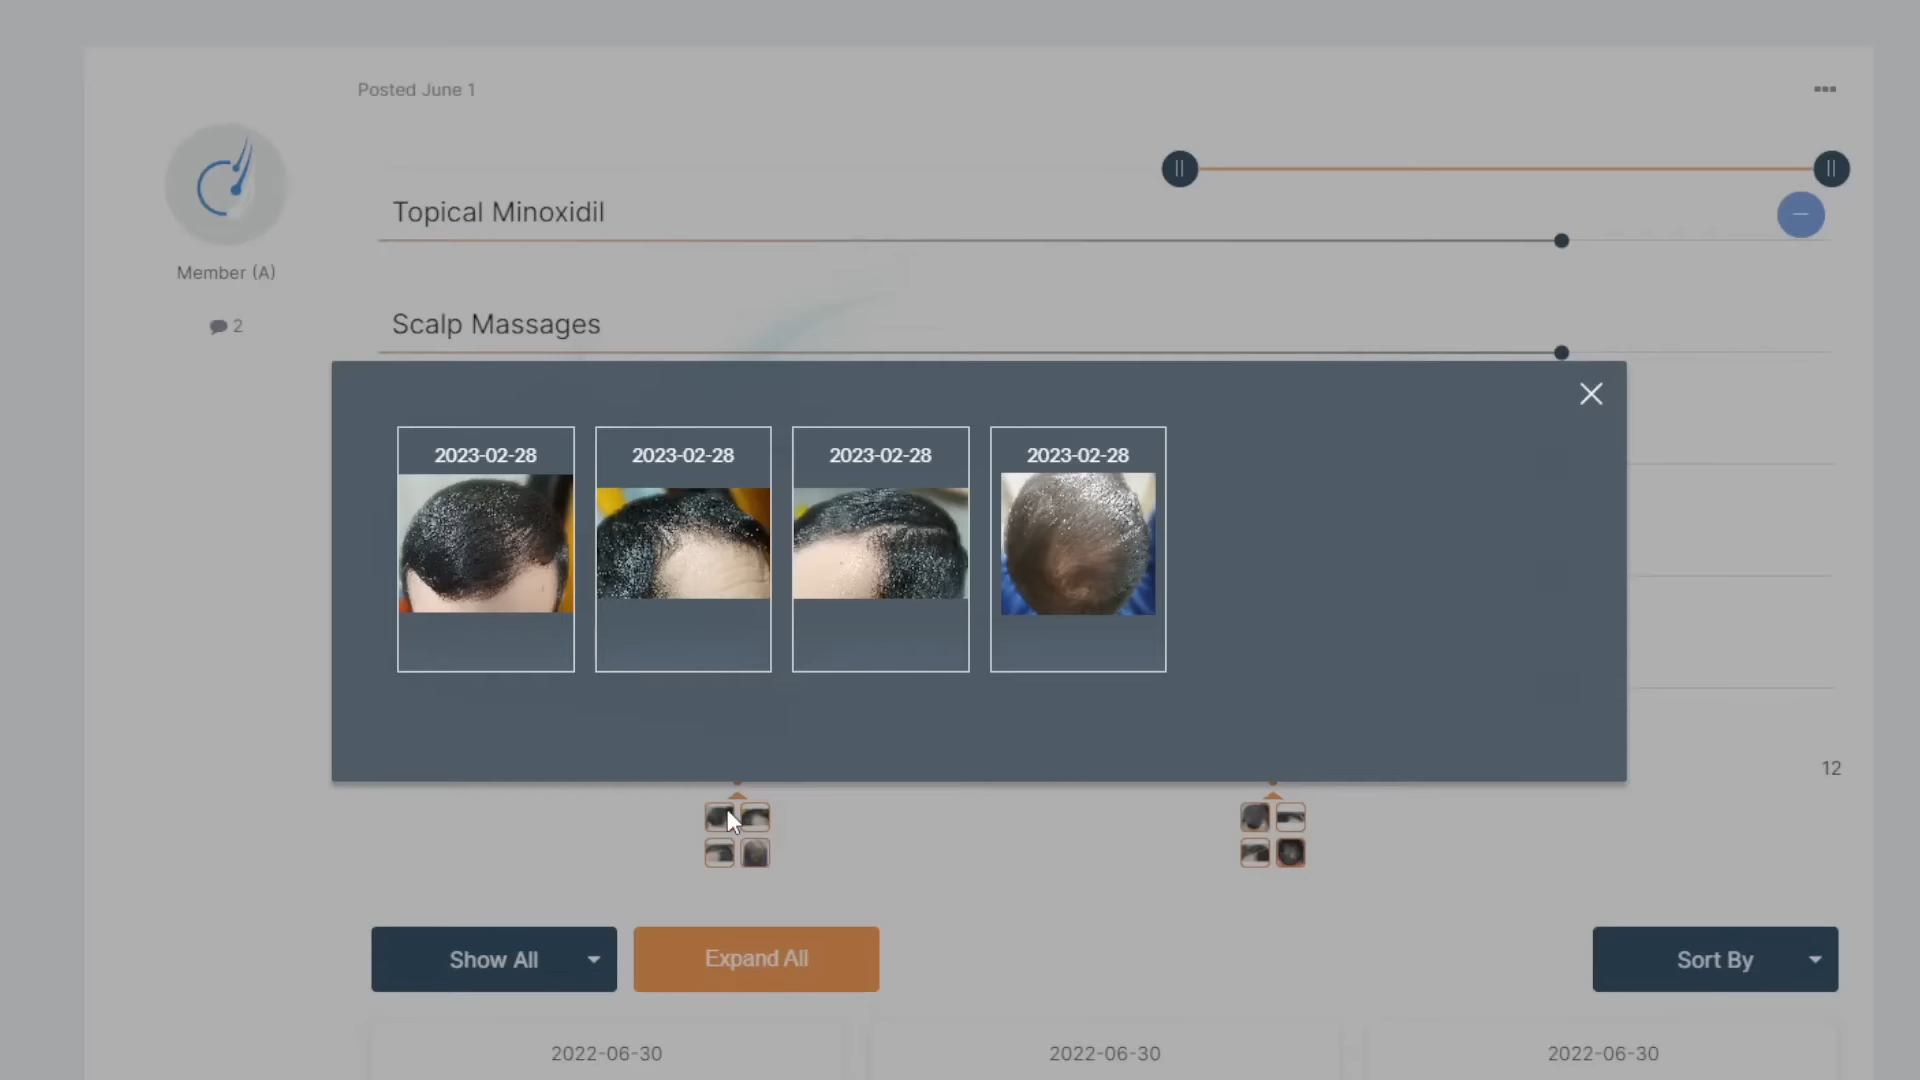 Posted June 1
Topical Minoxidil
Member (A)
2
Scalp Massages
2023-02-28
2023-02-28
2023-02-28
2023-02-28
12
Show All
Expand All
Sort By
2022-06-30
2022-06-30
2022-06-30